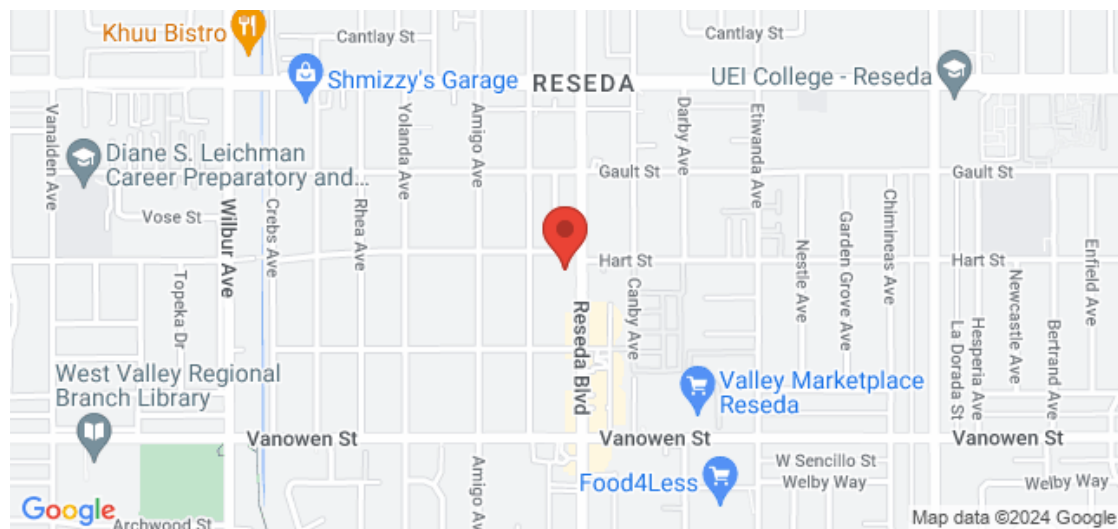 Khuu Bistro
Cantlay St
Cantlay St
Shmizzy's Garage
RESEDA
UEI College - Reseda
Vanalden Ave
Yolanda Ave
Amigo Ave
Darby Ave
Etiwanda Ave
Diane S. Leichman
Career Preparatory and...
Gault St
Gault St
Vose St
Wilbur Ave
Crebs Ave
Rhea Ave
Chimineas Ave
Garden Grove Ave
Nestle Ave
Hart St
Hart St
Enfield Ave
Topeka Dr
Reseda Blvd
Canby Ave
Newcastle Ave
Hesperia Ave
La Dorada St
Bertrand Ave
West Valley Regional
Branch Library
Valley Marketplace
Reseda
Vanowen St
Vanowen St
Vanowen St
Amigo Ave
Food4Less
W Sencillo St
Welby Way
Welby Way
Google
Archwood St
Map data ©2024 Google